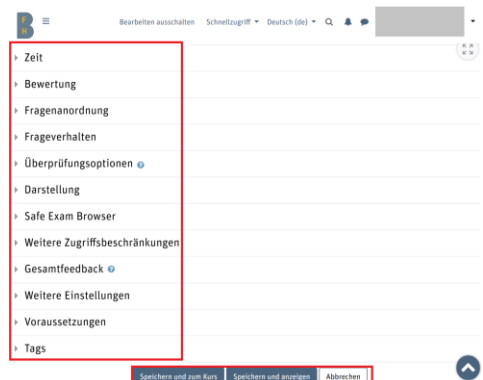 B F H
Bearbeiten ausschalten Schnellzugriff Deutsch (de)
Zeit
Bewertung
Fragenanordnung
Frageverhalten
Überprüfungsoptionen
Darstellung
Safe Exam Browser
Weitere Zugriffsbeschränkungen
Gesamtfeedback
Weitere Einstellungen
Voraussetzungen
Tags
Speichern und zum Kurs Speichern und anzeigen Abbrechen